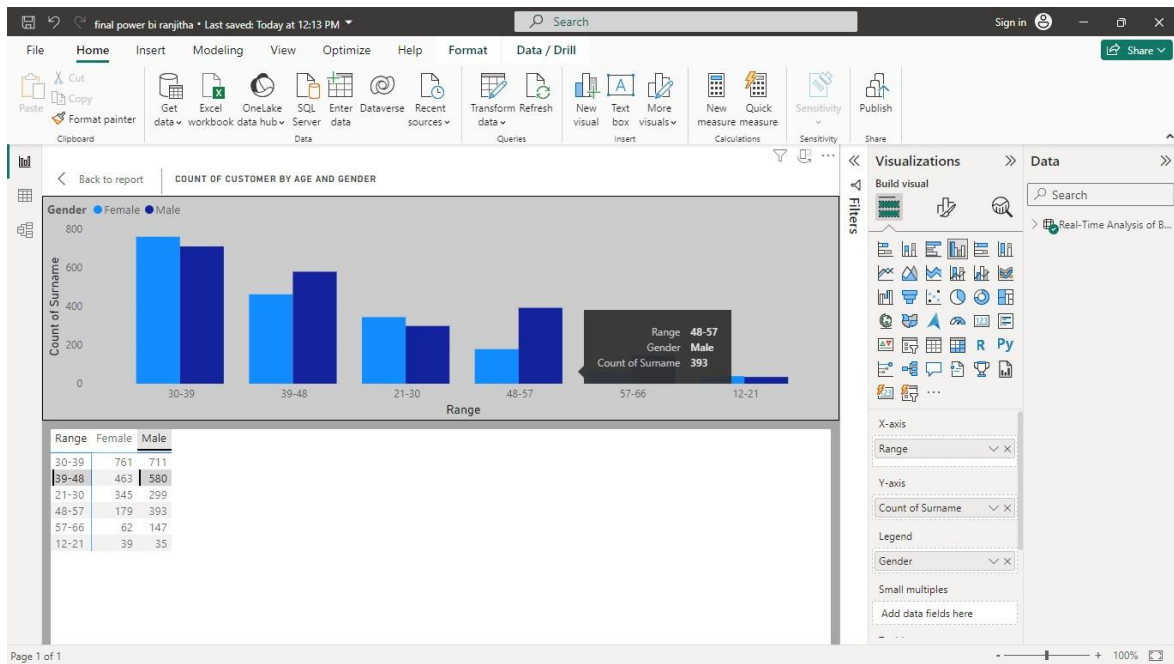 final power bi ranjitha • Last saved: Today at 12:13 PM
Search
Sign in
File Home Insert Modeling View Optimize Help Format Data / Drill
Share
Paste
Cut
Copy
Format painter
Clipboard
Get data
Excel workbook
OneLake data hub
SQL Server
Enter data
Dataverse
Recent sources
Data
Transform data
Refresh
Queries
New visual
Text box
More visuals
Insert
New measure
Quick measure
Calculations
Sensitivity
Sensitivity
Publish
Share
Back to report
COUNT OF CUSTOMER BY AGE AND GENDER
Gender Female Male
Count of Surname
800
600
400
200
0
30-39 39-48 21-30 48-57 57-66 12-21
Range
Range 48-57
Gender Male
Count of Surname 393
Range Female Male
30-39 761 711
39-48 463 580
21-30 345 299
48-57 179 393
57-66 62 147
12-21 39 35
Filters
Visualizations
Build visual
123
R Py
X-axis
Range
Y-axis
Count of Surname
Legend
Gender
Small multiples
Add data fields here
Data
Search
Real-Time Analysis of B...
Page 1 of 1
- + 100%